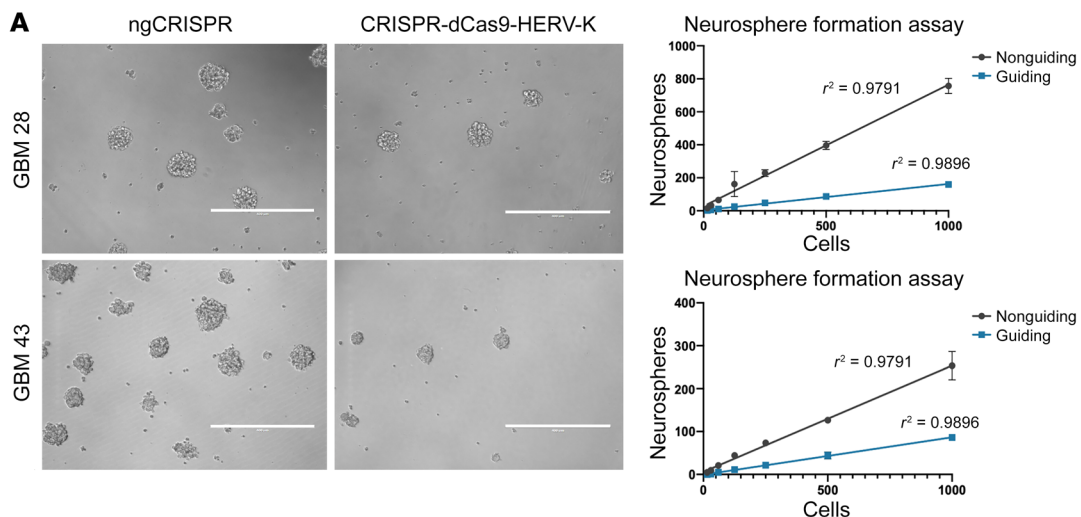 A
ngCRISPR
CRISPR-dCas9-HERV-K
GBM 28
GBM 43
Neurosphere formation assay
1000
800
600
400
200
0
0
500
1000
Neurospheres
Cells
r² = 0.9791
r² = 0.9896
Nonguiding
Guiding
Neurosphere formation assay
400
300
200
100
0
0
500
1000
Neurospheres
Cells
r² = 0.9791
r² = 0.9896
Nonguiding
Guiding